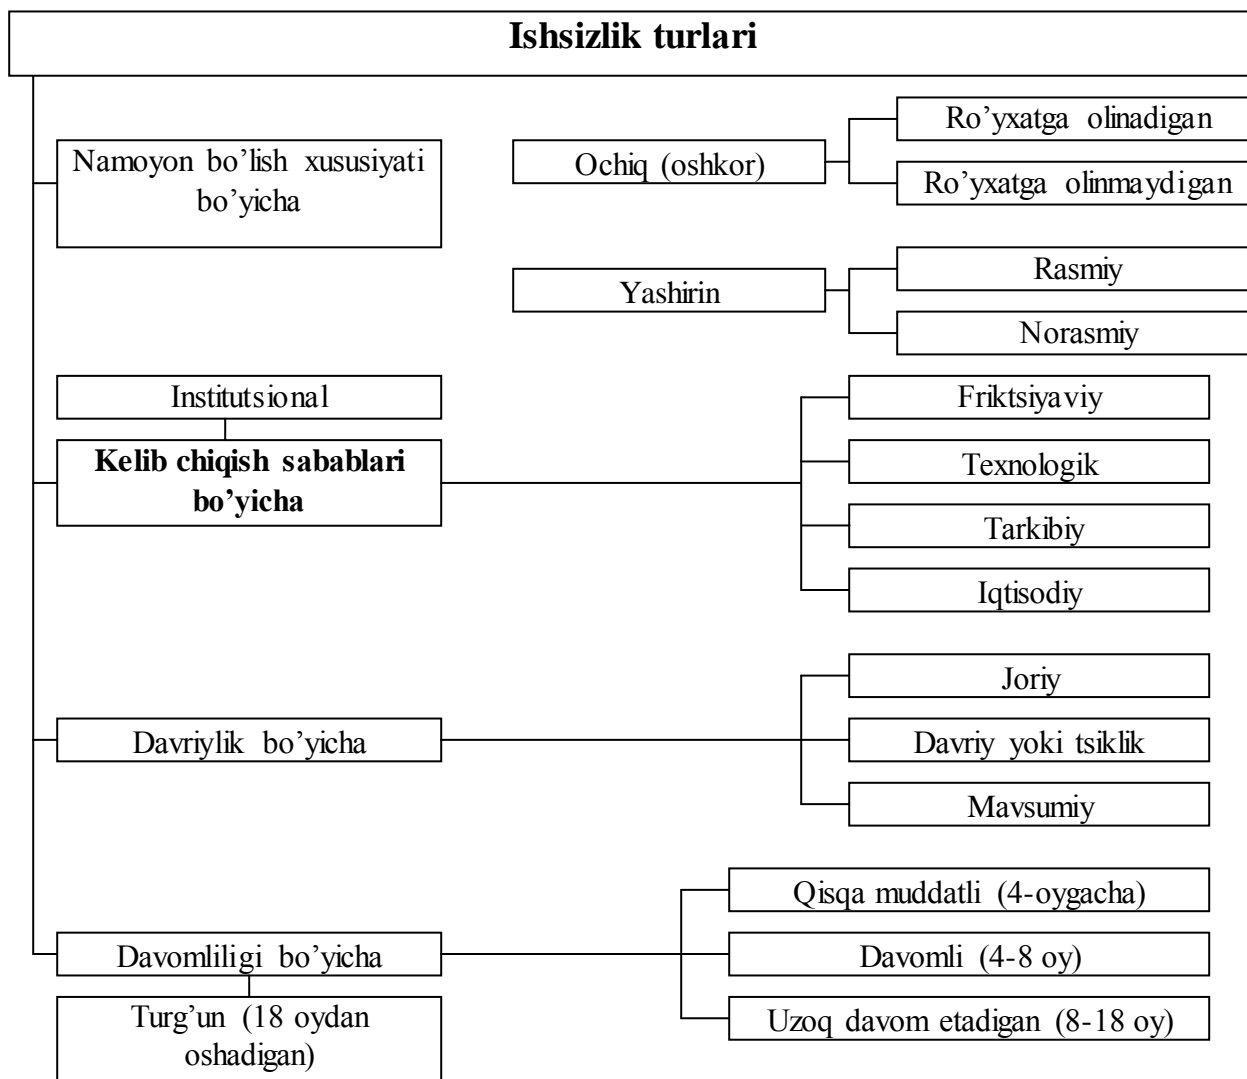 Ishsizlik turlari
Ro’yxatga olinadigan
Namoyon bo’lish xususiyati
bo’yicha
Ochiq (oshkor)
Ro’yxatga olinmaydigan
Rasmiy
Yashirin
Norasmiy
Institutsional
Friktsiyaviy
Kelib chiqish sabablari
bo’yicha
Texnologik
Tarkibiy
Iqtisodiy
Joriy
Davriylik bo’yicha
Davriy yoki tsiklik
Mavsumiy
Qisqa muddatli (4-oygacha)
Davomliligi bo’yicha
Davomli (4-8 oy)
Turg’un (18 oydan
oshadigan)
Uzoq davom etadigan (8-18 oy)